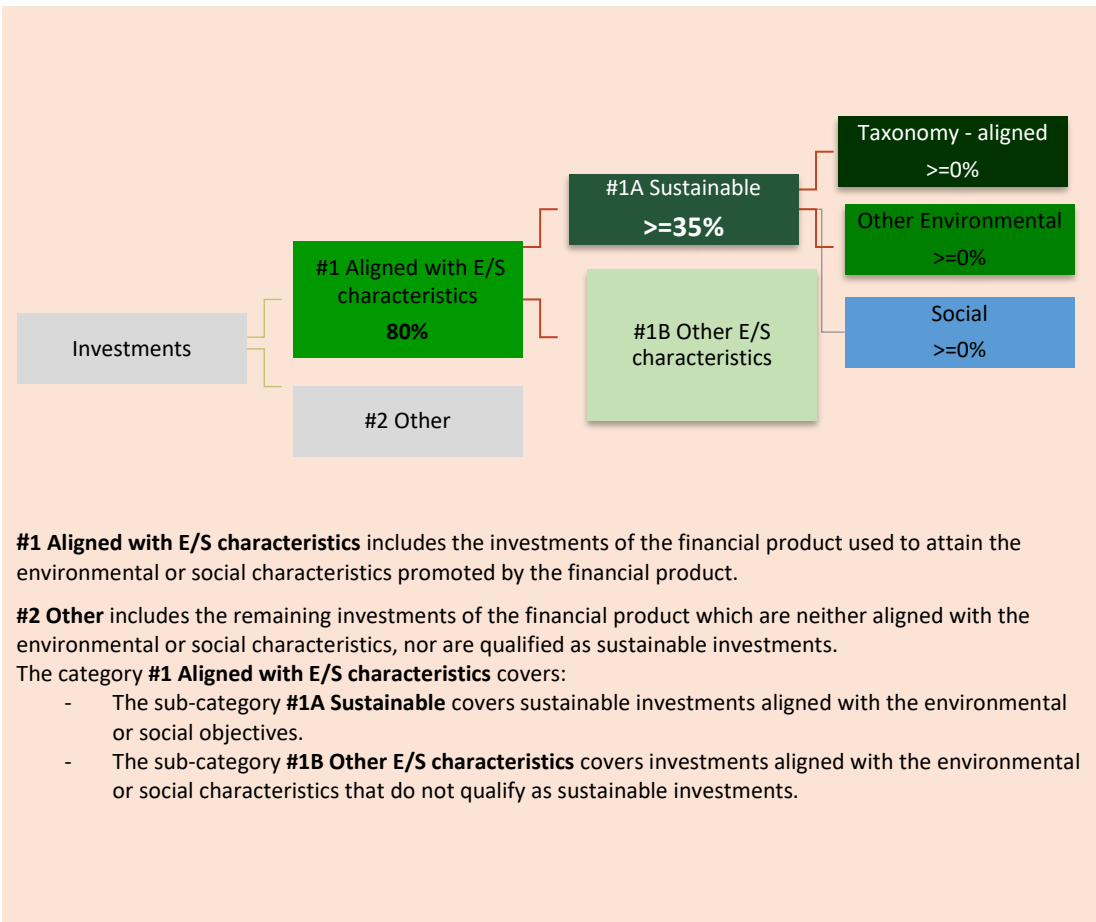 Taxonomy - aligned
>=0%
#1A Sustainable
>=35%
Other Environmental
>=0%
#1 Aligned with E/S
characteristics
80%
Social
>=0%
#1B Other E/S
characteristics
Investments
#2 Other
#1 Aligned with E/S characteristics includes the investments of the financial product used to attain the
environmental or social characteristics promoted by the financial product.
#2 Other includes the remaining investments of the financial product which are neither aligned with the
environmental or social characteristics, nor are qualified as sustainable investments.
The category #1 Aligned with E/S characteristics covers:
- The sub-category #1A Sustainable covers sustainable investments aligned with the environmental
or social objectives.
- The sub-category #1B Other E/S characteristics covers investments aligned with the environmental
or social characteristics that do not qualify as sustainable investments.